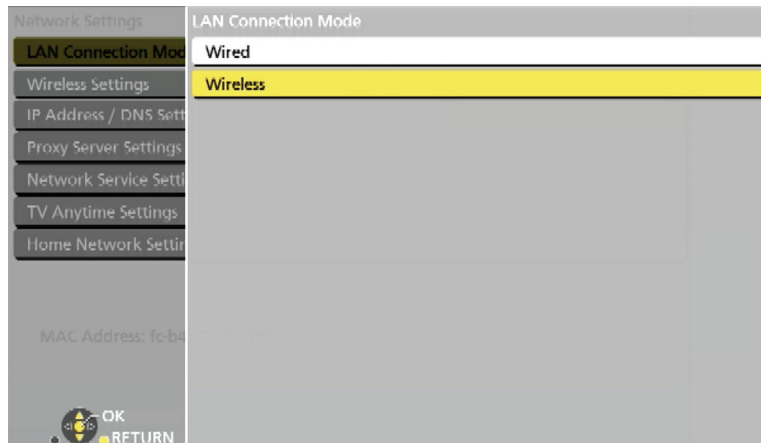 Network Settings
LAN Connection Mode
LAN Connection Mod
Wired
Wireless Settings
Wireless
IP Address / DNS Sett
Proxy Server Settings
Network Service Setti
TV Anytime Settings
Home Network Settin
MAC Address: fc-b4
OK
RETURN